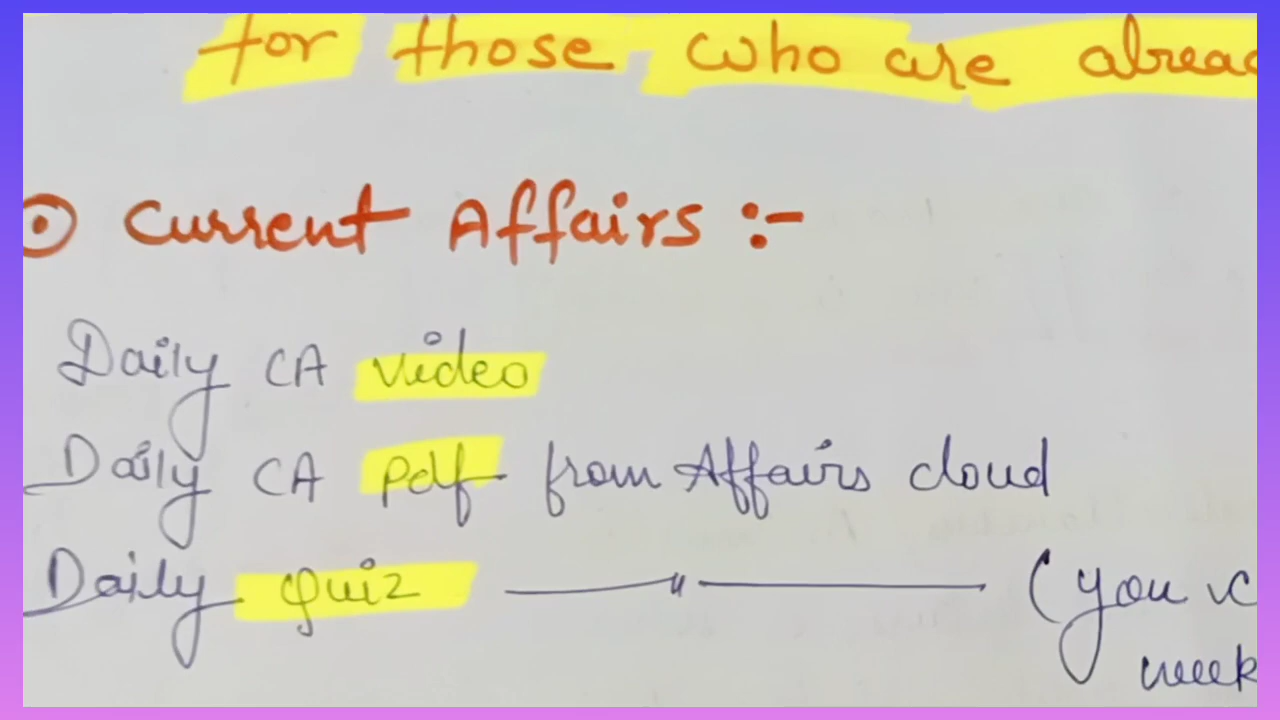 for those who are
⊙ Current Affairs :-
Daily CA video
Daily CA pdf from Affairs cloud
Daily quiz ——— " ——— (you
week